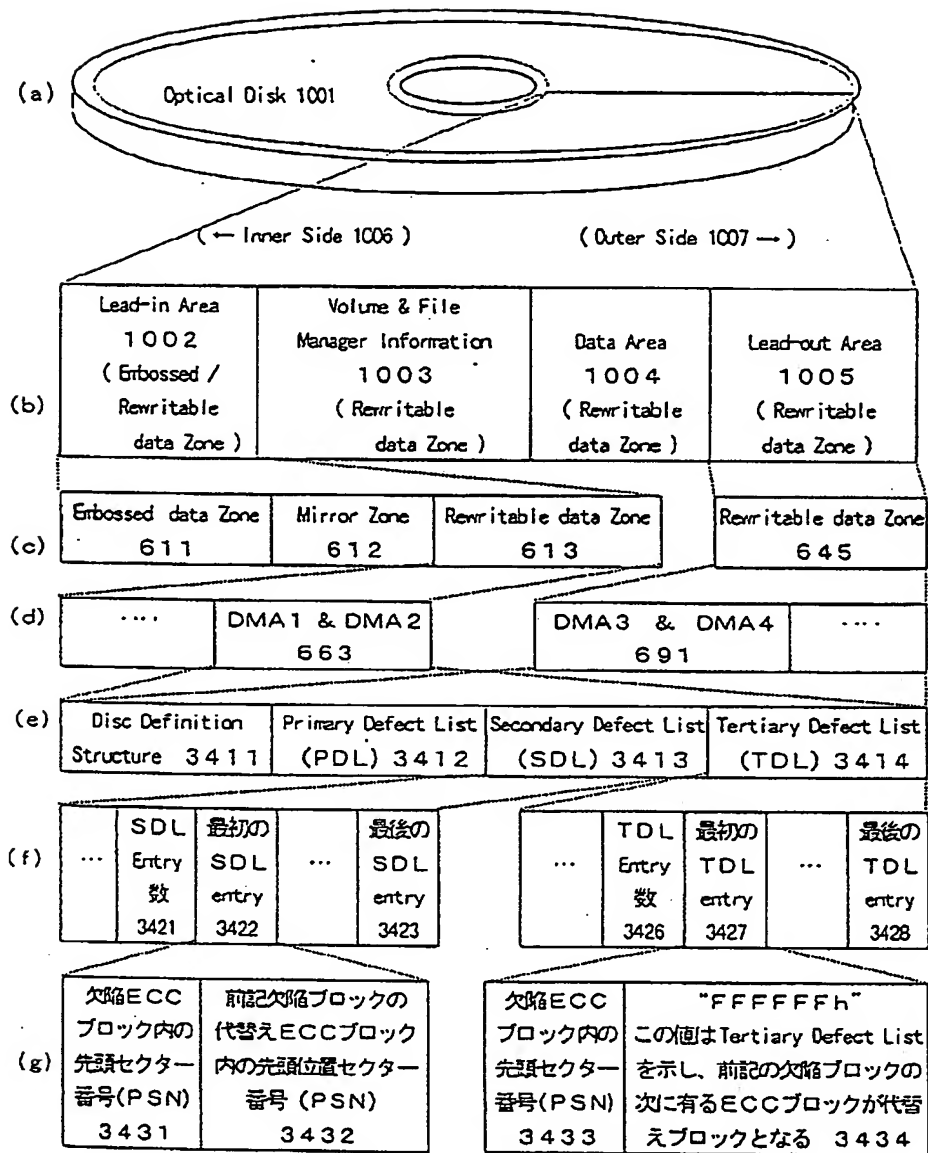 (a)
Optical Disk 1001
(← Inner Side 1006 )
(Outer Side 1007 →)
(b)
Lead-in Area
1002
( Embossed /
Rewritable
data Zone )
Volume & File
Manager Information
1003
( Rewritable
data Zone )
Data Area
1004
( Rewritable
data Zone )
Lead-out Area
1005
( Rewritable
data Zone )
(c)
Embossed data Zone
611
Mirror Zone
612
Rewritable data Zone
613
Rewritable data Zone
645
(d)
....
DMA1 & DMA2
663
DMA3 & DMA4
691
....
(e)
Disc Definition
Structure 3411
Primary Defect List
(PDL) 3412
Secondary Defect List
(SDL) 3413
Tertiary Defect List
(TDL) 3414
(f)
...
SDL
Entry
数
3421
最初の
SDL
entry
3422
...
最後の
SDL
entry
3423
...
TDL
Entry
数
3426
最初の
TDL
entry
3427
...
最後の
TDL
entry
3428
(g)
欠陥ECC
ブロック内の
先頭セクター
番号(PSN)
3431
前記欠陥ブロックの
代替えECCブロック
内の先頭位置セクター
番号 (PSN)
3432
欠陥ECC
ブロック内の
先頭セクター
番号(PSN)
3433
"FFFFFFh"
この値はTertiary Defect List
を示し、前記の欠陥ブロックの
次に有るECCブロックが代替
えブロックとなる 3434